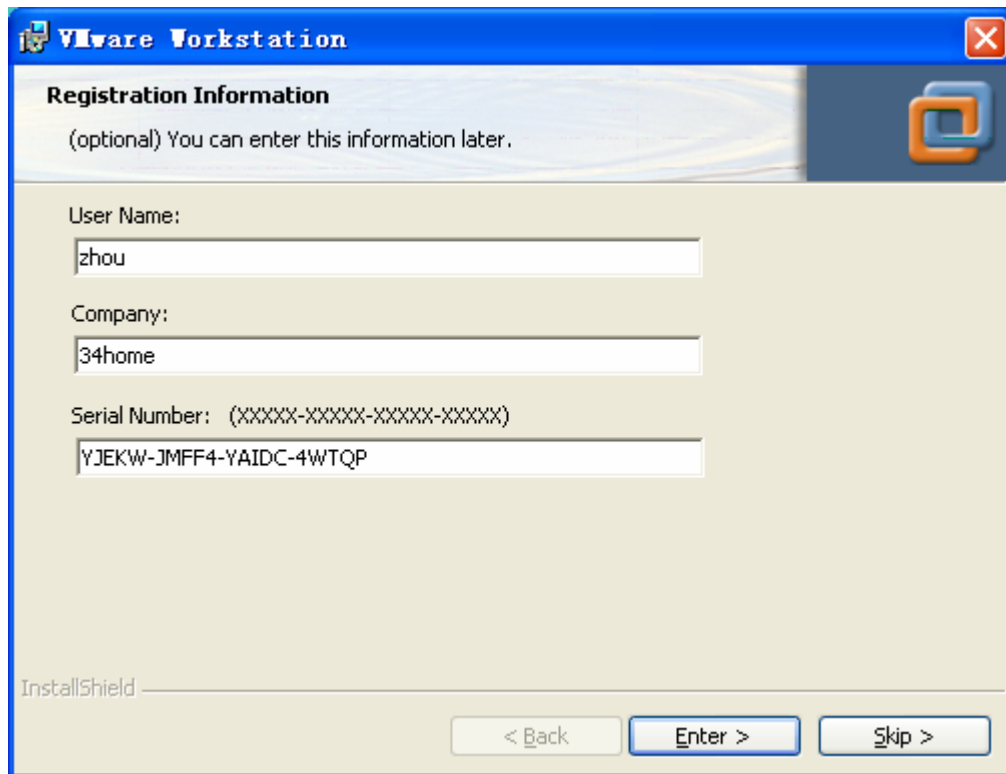 VMware Workstation
Registration Information
(optional) You can enter this information later.
User Name:
zhou
Company:
34home
Serial Number: (XXXXX-XXXXX-XXXXX-XXXXX)
YJEKW-JMFF4-YAIDC-4WTQP
InstallShield
< Back
Enter >
Skip >